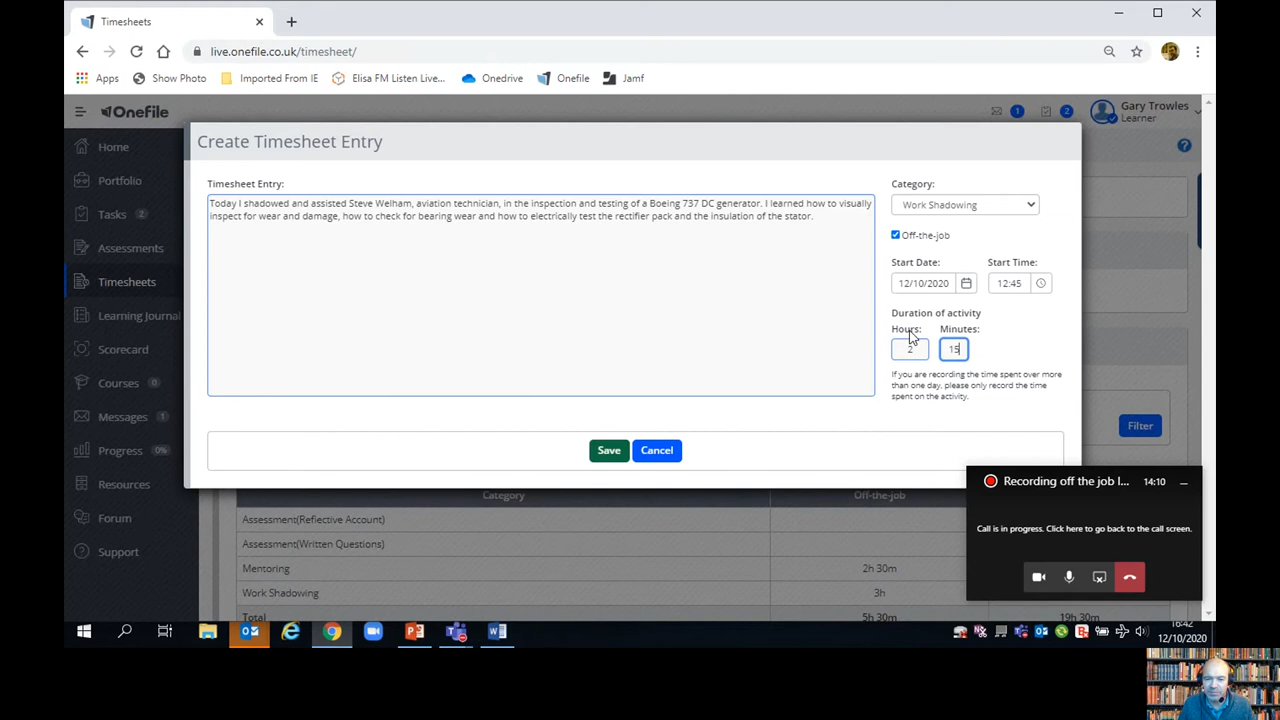 Timesheets
live.onefile.co.uk/timesheet/
Apps Show Photo Imported From IE Elisa FM Listen Live... Onedrive Onefile Jamf
Onefile
1 2 Gary Trowles
Learner
Home
Portfolio
Tasks 2
Assessments
Timesheets
Learning Journal
Scorecard
Courses 0
Messages 1
Progress 0%
Resources
Forum
Support
Create Timesheet Entry
Timesheet Entry:
Today I shadowed and assisted Steve Welham, aviation technician, in the inspection and testing of a Boeing 737 DC generator. I learned how to visually
inspect for wear and damage, how to check for bearing wear and how to electrically test the rectifier pack and the insulation of the stator.
Category:
Work Shadowing
Off-the-job
Start Date: Start Time:
12/10/2020 12:45
Duration of activity
Hours: Minutes:
2 15
If you are recording the time spent over more
than one day, please only record the time
spent on the activity.
Filter
Save Cancel
Category Off-the-job
Assessment(Reflective Account)
Assessment(Written Questions)
Mentoring 2h 30m
Work Shadowing 3h
Total 5h 30m 19h 30m
Recording off the job l... 14:10
Call is in progress. Click here to go back to the call screen.
16:42
12/10/2020